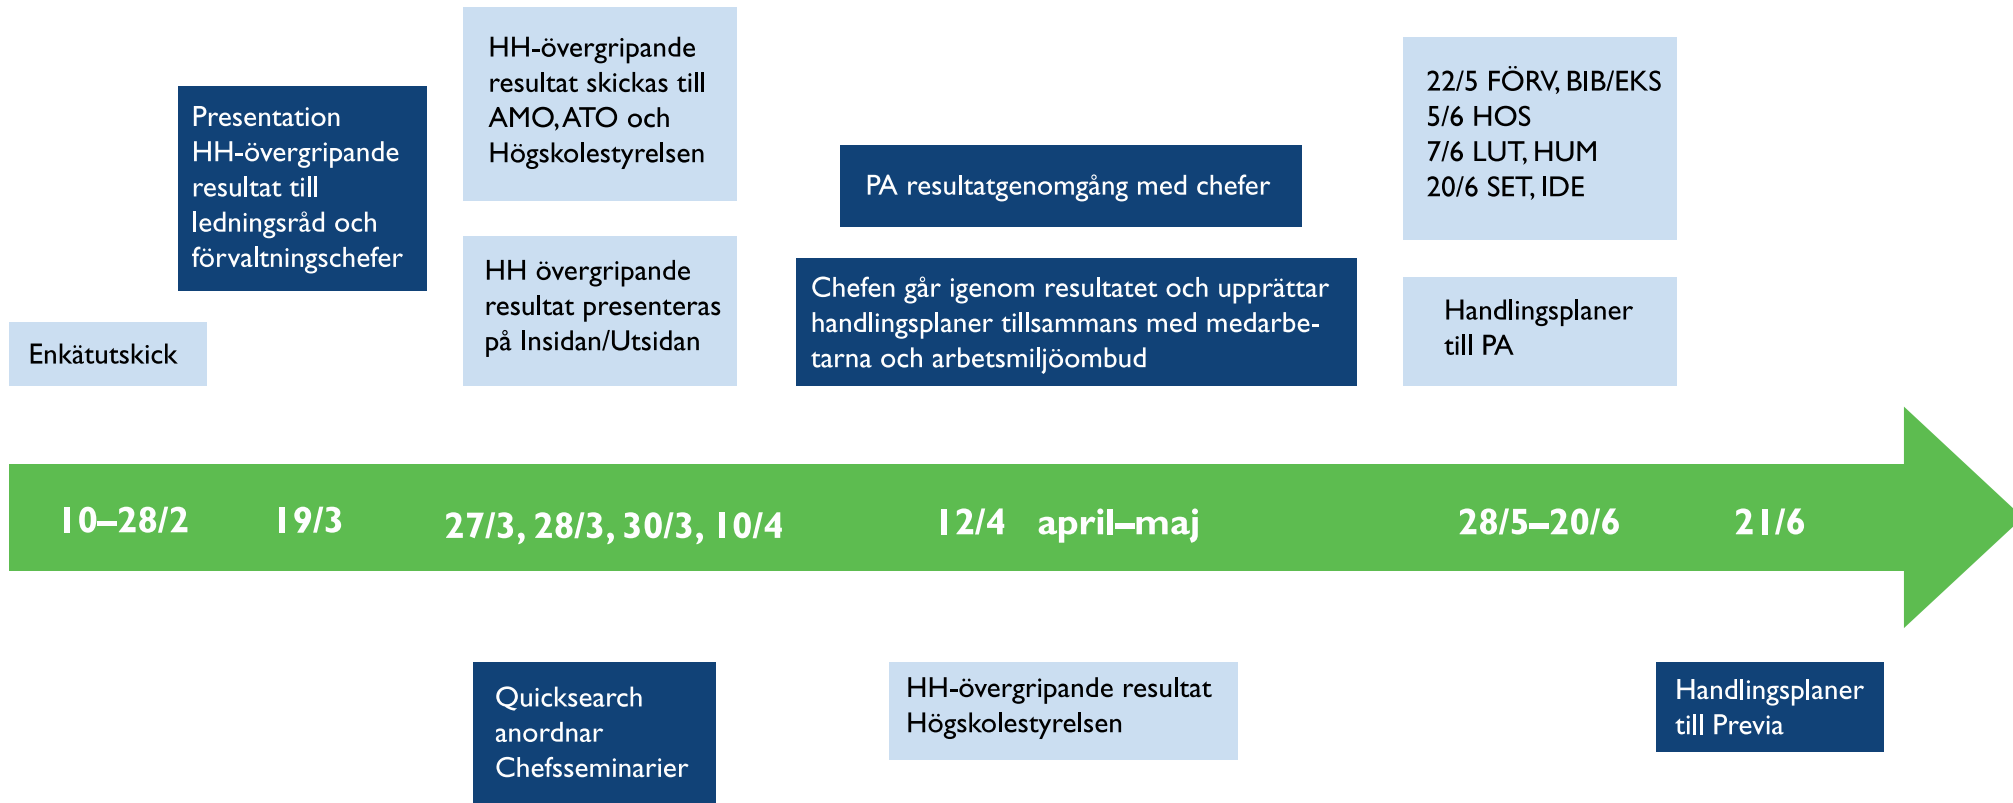 Enkätutskick
Presentation
HH-övergripande
resultat till
ledningsråd och
förvaltningschefer
HH-övergripande
resultat skickas till
AMO, ATO och
Högskolestyrelsen
HH övergripande
resultat presenteras
på Insidan/Utsidan
PA resultatgenomgång med chefer
Chefen går igenom resultatet och upprättar
handlingsplaner tillsammans med medarbe-
tarna och arbetsmiljöombud
22/5 FÖRV, BIB/EKS
5/6 HOS
7/6 LUT, HUM
20/6 SET, IDE
Handlingsplaner
till PA
10–28/2
19/3
27/3, 28/3, 30/3, 10/4
12/4
april–maj
28/5–20/6
21/6
Quicksearch
anordnar
Chefsseminarier
HH-övergripande resultat
Högskolestyrelsen
Handlingsplaner
till Previa